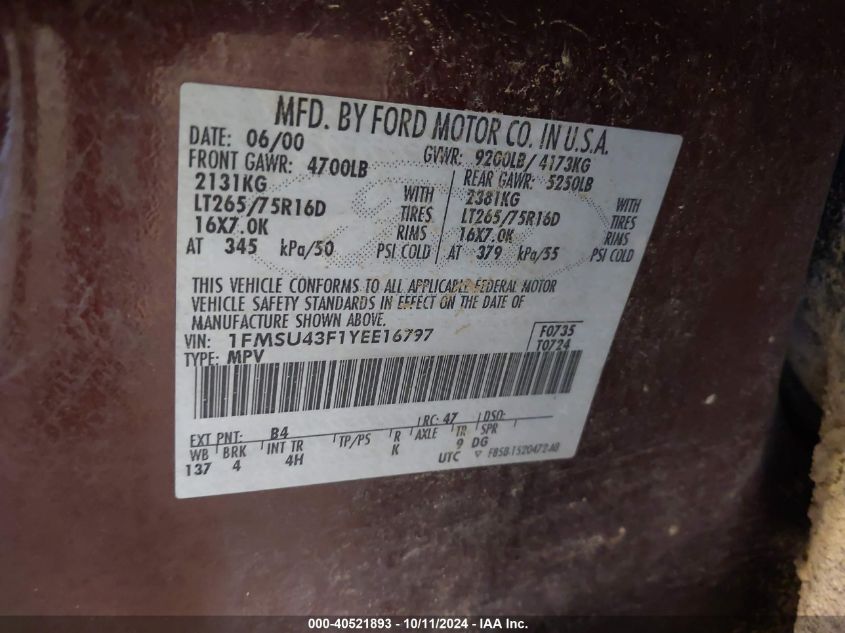 MFD. BY FORD MOTOR CO. IN U.S.A.
DATE: 06/00 GVWR: 9200LB/4173KG
FRONT GAWR: 4700LB REAR GAWR: 5250LB
2131KG WITH 2381KG WITH
LT265/75R16D TIRES LT265/75R16D TIRES
16X7.0K RIMS 16X7.0K RIMS
AT 345 kPa/50 PSI COLD AT 379 kPa/55 PSI COLD
THIS VEHICLE CONFORMS TO ALL APPLICABLE FEDERAL MOTOR
VEHICLE SAFETY STANDARDS IN EFFECT ON THE DATE OF
MANUFACTURE SHOWN ABOVE.
VIN: 1FMSU43F1YEE16797 F0735
TYPE: MPV T0724
EXT PNT: B4 RC: 47 DSO:
WB BRK INT TR TP/PS R AXLE TR SPR
137 4 4H K 9 DG
UTC ▽ F85B-1520472-AB
000-40521893 - 10/11/2024 - IAA Inc.